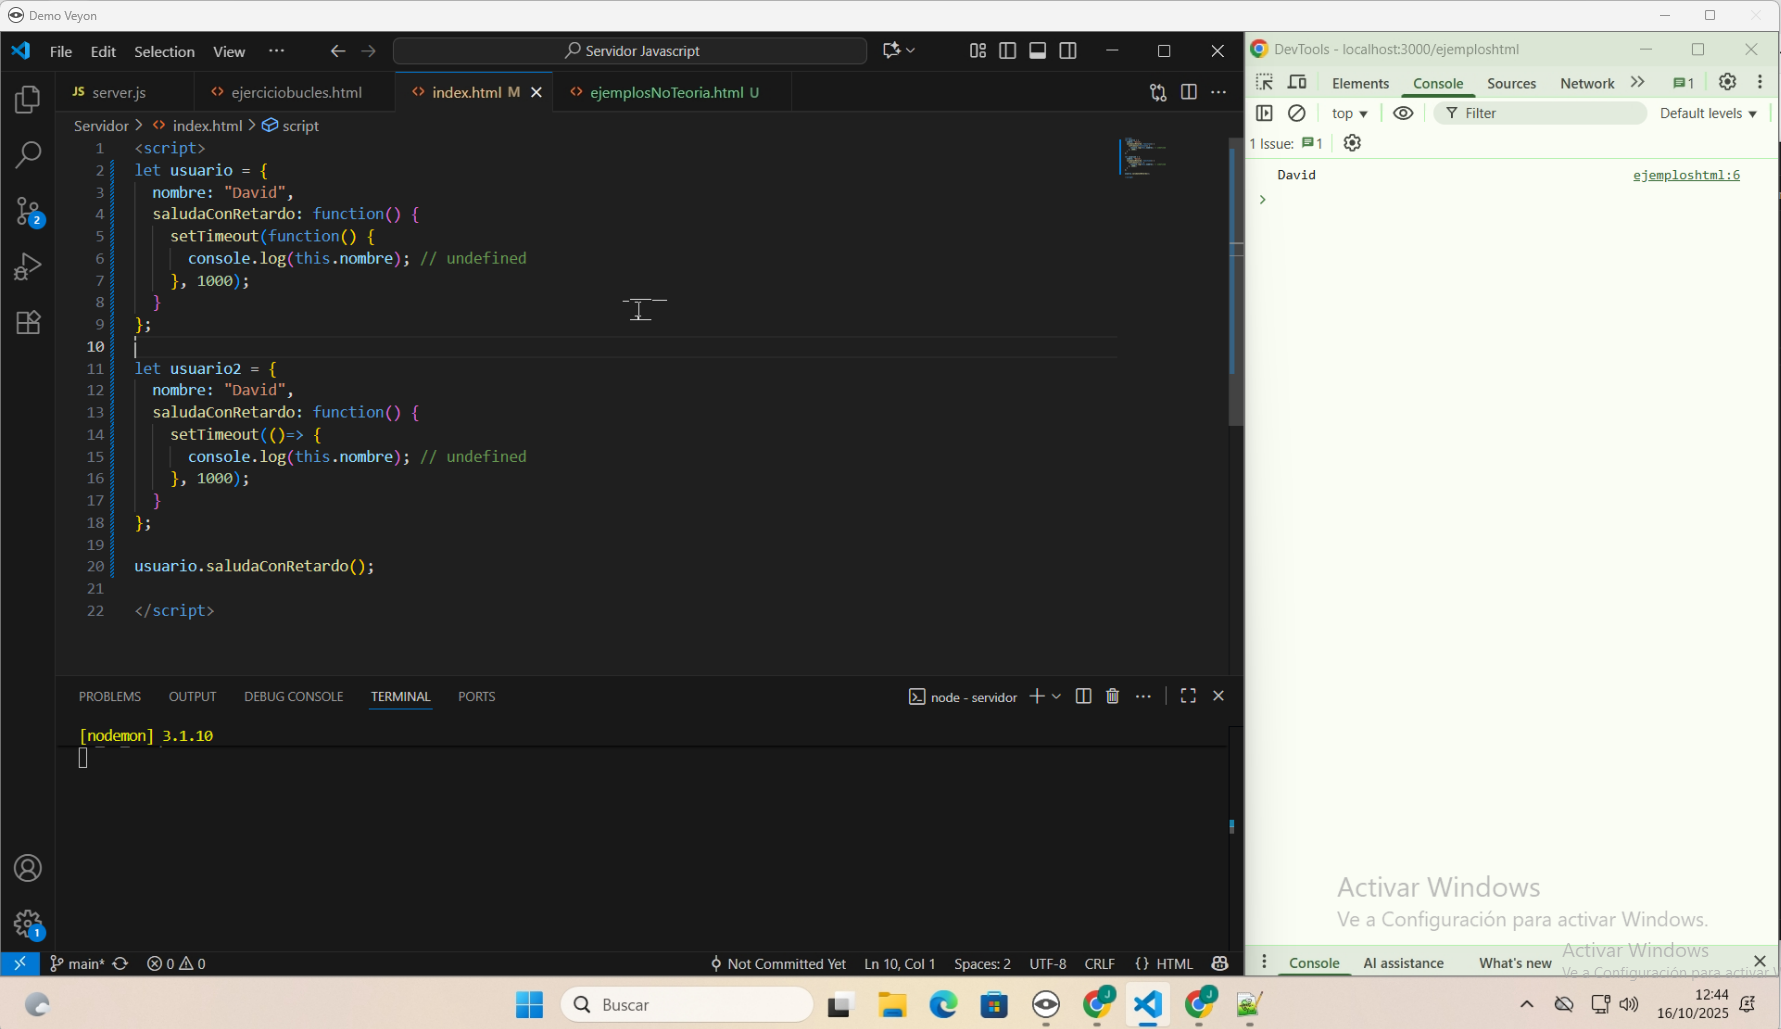 Demo Veyon
File Edit Selection View ··· Servidor Javascript
server.js ejerciciobucles.html index.html M ejemplosNoTeoria.html U
Servidor > index.html > script
1 <script>
2 let usuario = {
3 nombre: "David",
4 saludaConRetardo: function() {
5 setTimeout(function() {
6 console.log(this.nombre); // undefined
7 }, 1000);
8 }
9 };
10
11 let usuario2 = {
12 nombre: "David",
13 saludaConRetardo: function() {
14 setTimeout(()=> {
15 console.log(this.nombre); // undefined
16 }, 1000);
17 }
18 };
19
20 usuario.saludaConRetardo();
21
22 </script>
PROBLEMS OUTPUT DEBUG CONSOLE TERMINAL PORTS node - servidor
[nodemon] 3.1.10
main* 0 0 Not Committed Yet Ln 10, Col 1 Spaces: 2 UTF-8 CRLF {} HTML
DevTools - localhost:3000/ejemploshtml
Elements Console Sources Network 1
top Filter Default levels
1 Issue: 1
David ejemploshtml:6
Activar Windows
Ve a Configuración para activar Windows.
Activar Windows
Ve a Configuración para activar
Console AI assistance What's new
Buscar
12:44
16/10/2025